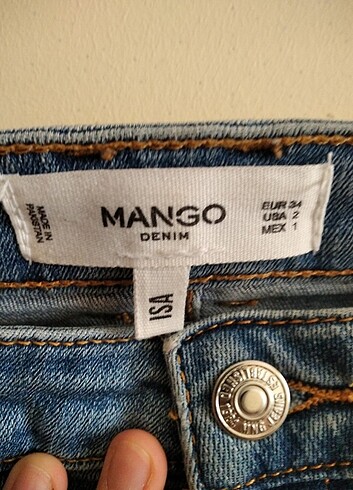 MADE IN
PAKISTAN
MANGO
DENIM
EUR 34
USA 2
MEX 1
ISA